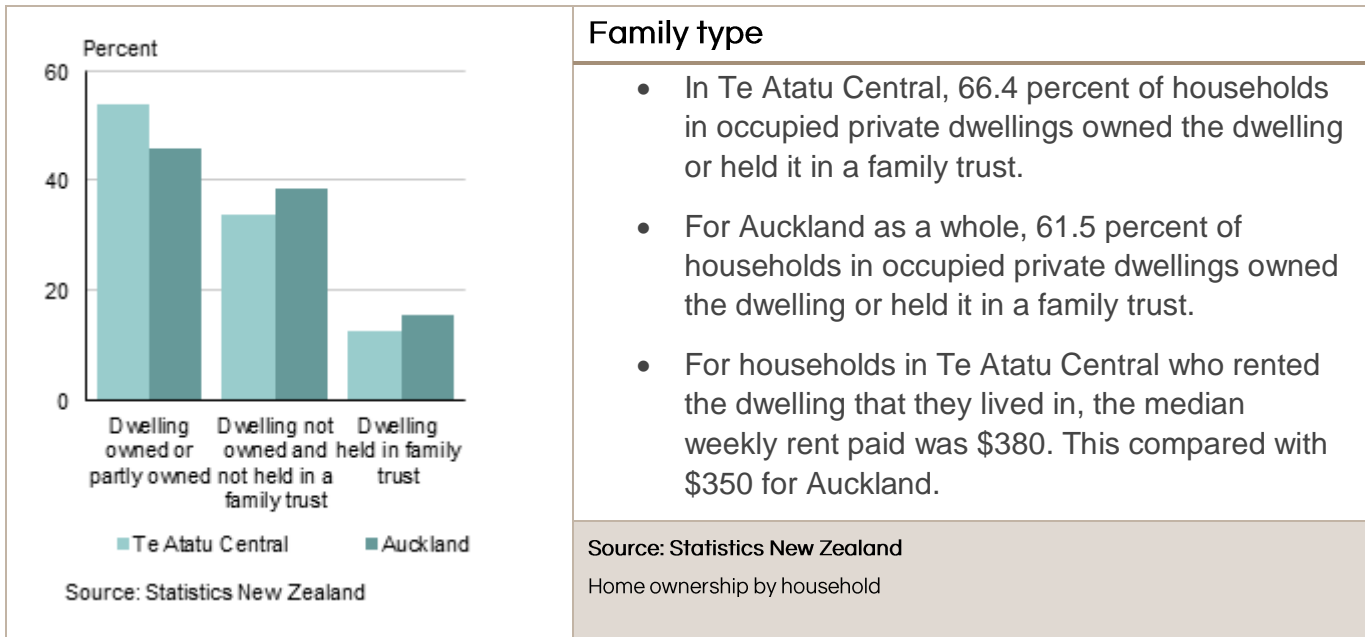 Percent
60
40
20
0
Dwelling
owned or
partly owned
Dwelling not
owned and
not held in a
family trust
Dwelling
held in family
trust
Te Atatu Central
Auckland
Source: Statistics New Zealand
Family type
• In Te Atatu Central, 66.4 percent of households
in occupied private dwellings owned the dwelling
or held it in a family trust.
• For Auckland as a whole, 61.5 percent of
households in occupied private dwellings owned
the dwelling or held it in a family trust.
• For households in Te Atatu Central who rented
the dwelling that they lived in, the median
weekly rent paid was $380. This compared with
$350 for Auckland.
Source: Statistics New Zealand
Home ownership by household